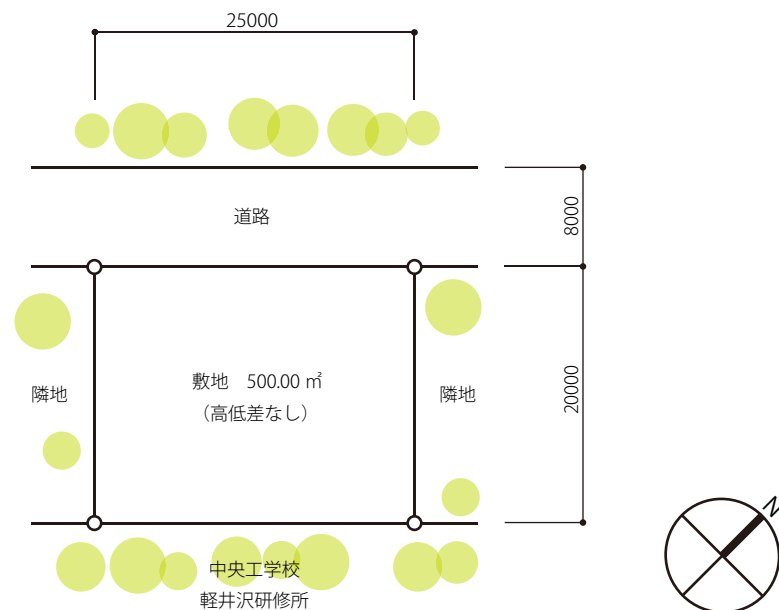 25000
道路
8000
隣地
敷地　500.00 ㎡
（高低差なし）
隣地
20000
中央工学校
軽井沢研修所
N